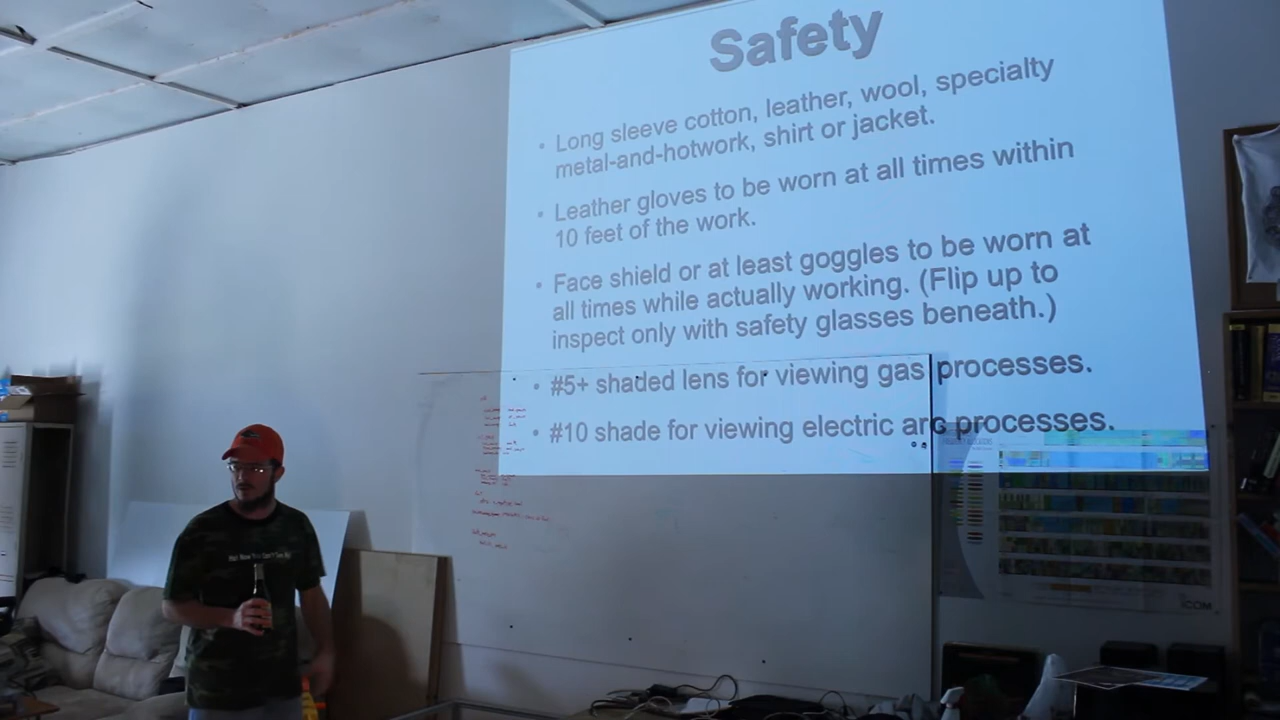 Safety
• Long sleeve cotton, leather, wool, specialty
metal-and-hotwork, shirt or jacket.
• Leather gloves to be worn at all times within
10 feet of the work.
• Face shield or at least goggles to be worn at
all times while actually working. (Flip up to
inspect only with safety glasses beneath.)
• #5+ shaded lens for viewing gas processes.
• #10 shade for viewing electric arc processes.
ICOM